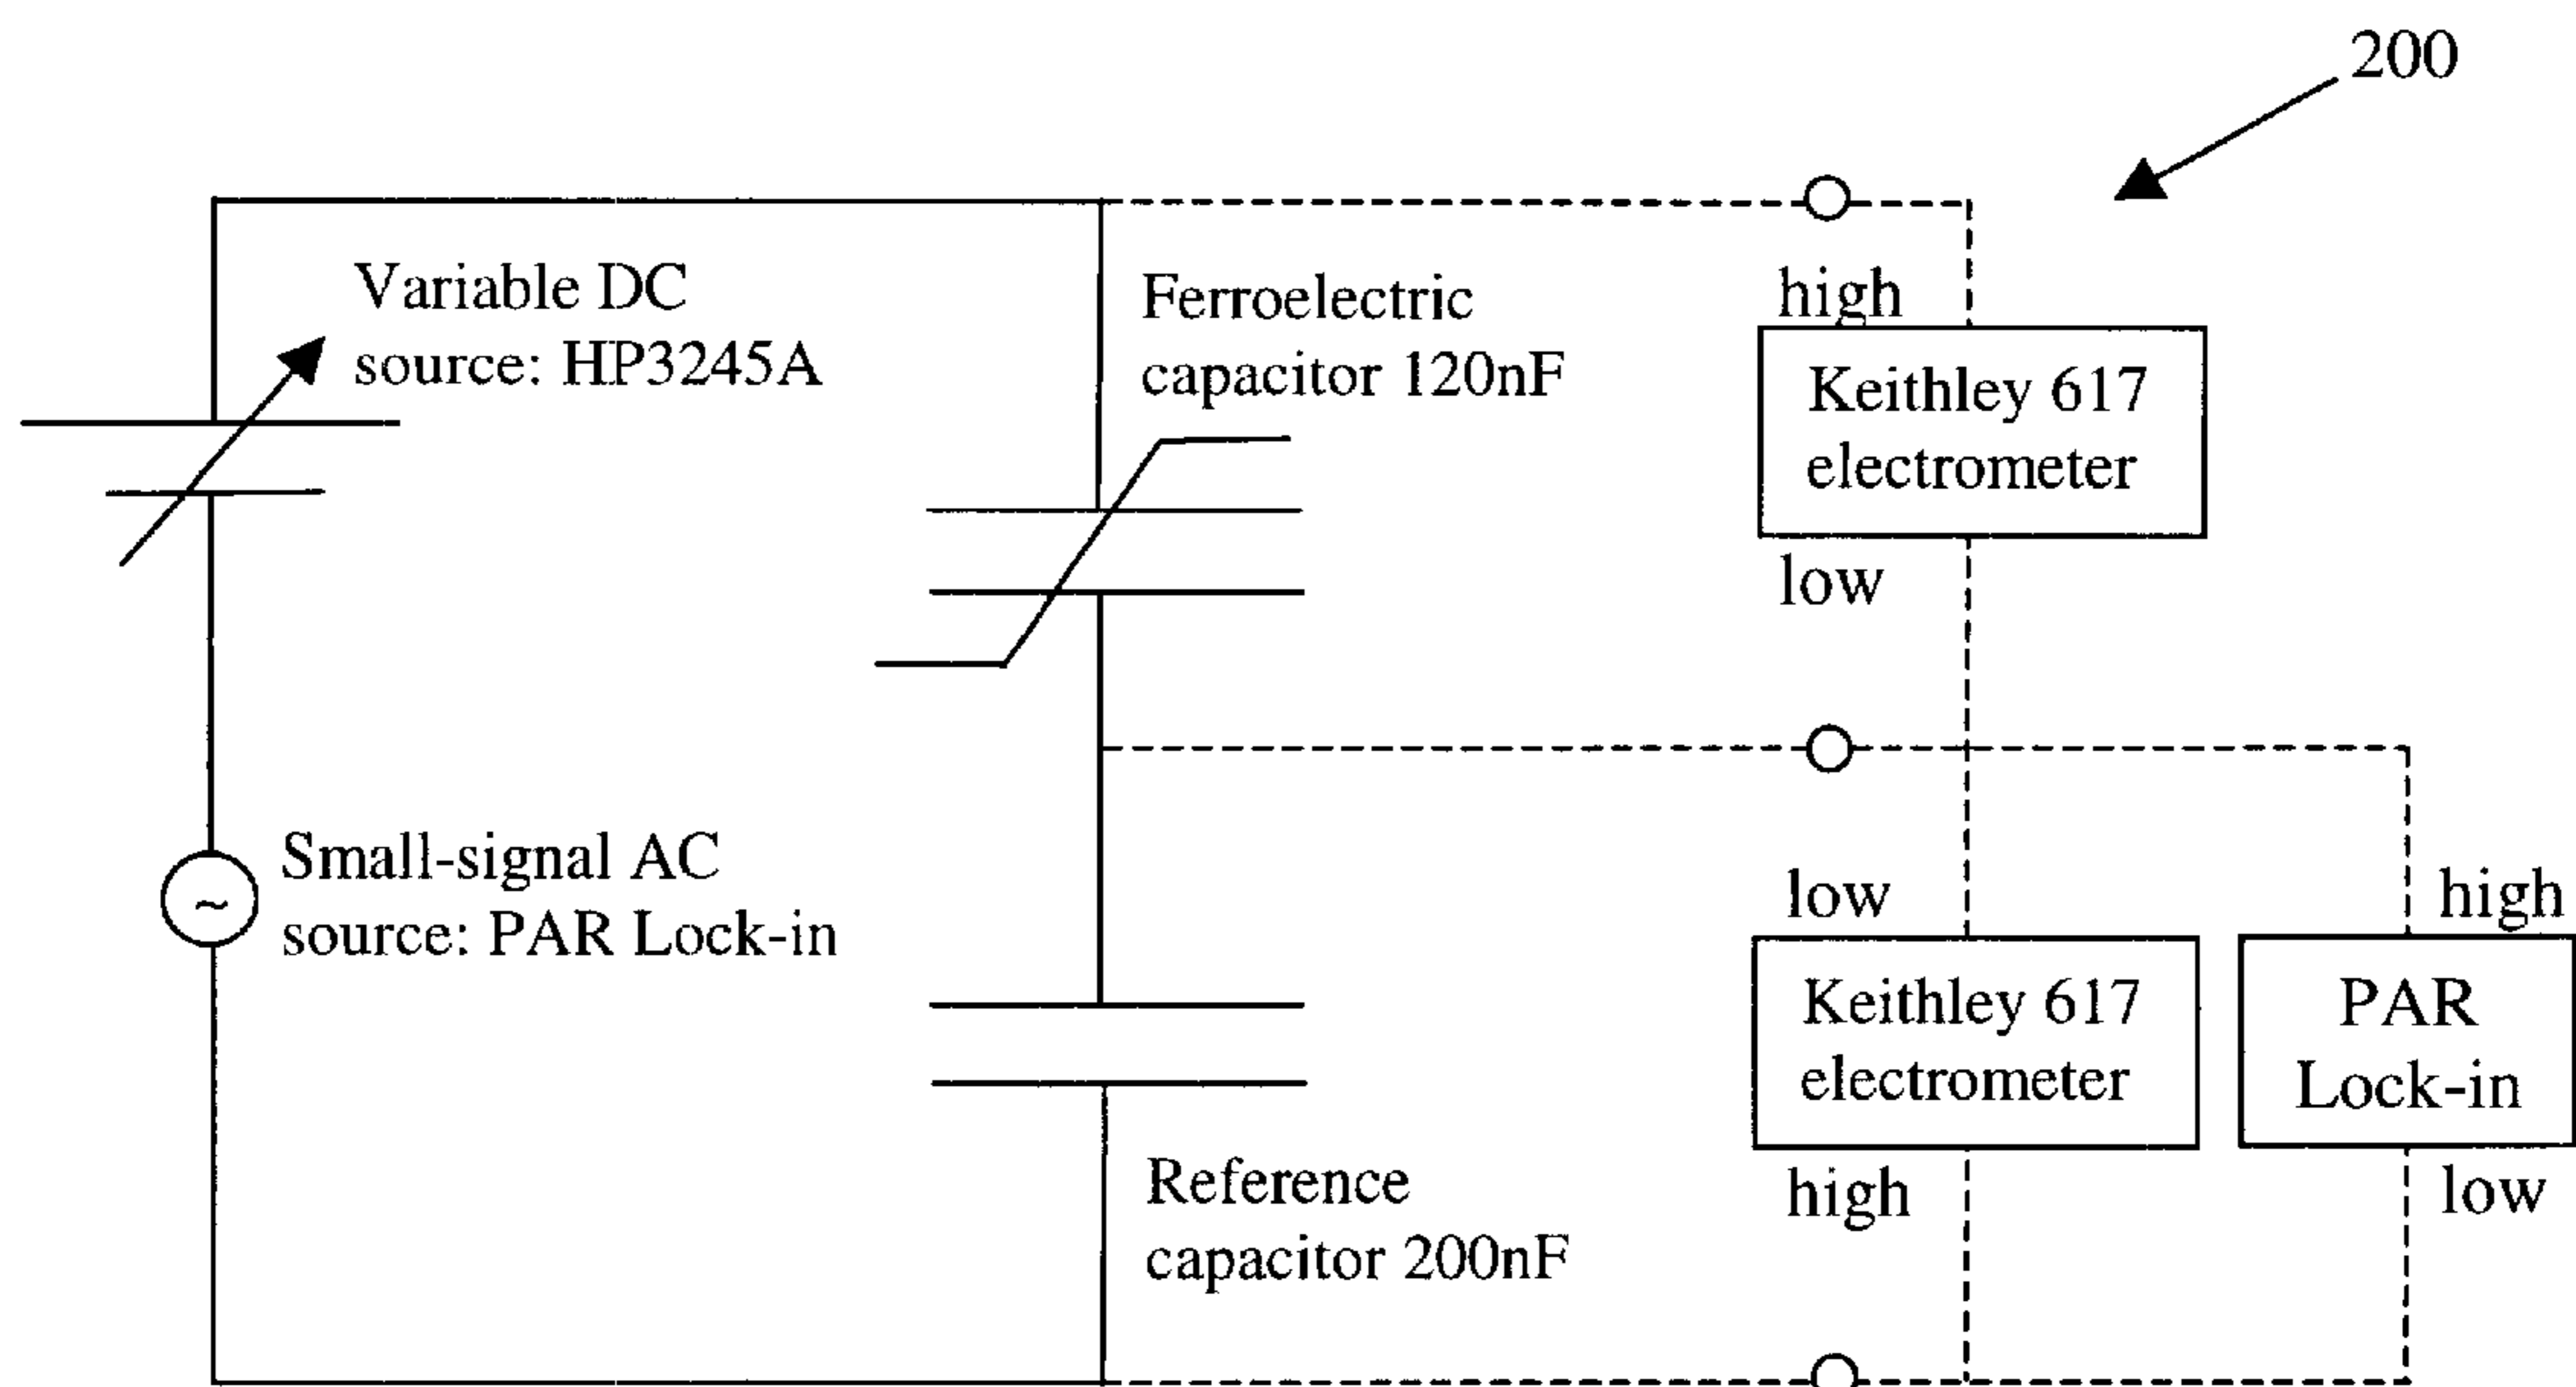 200
Variable DC
source: HP3245A
Ferroelectric
capacitor 120nF
high
Keithley 617
electrometer
low
Small-signal AC
source: PAR Lock-in
~
low
high
Keithley 617
electrometer
PAR
Lock-in
high
low
Reference
capacitor 200nF